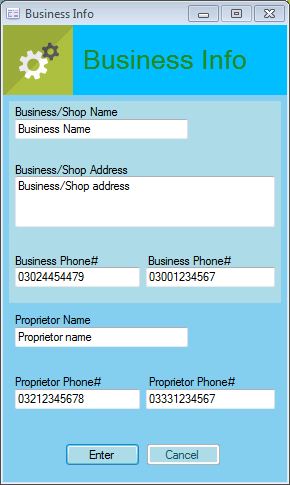 Business Info
Business Info
Business/Shop Name
Business Name
Business/Shop Address
Business/Shop address
Business Phone# Business Phone#
03024454479 03001234567
Proprietor Name
Proprietor name
Proprietor Phone# Proprietor Phone#
03212345678 03331234567
Enter Cancel